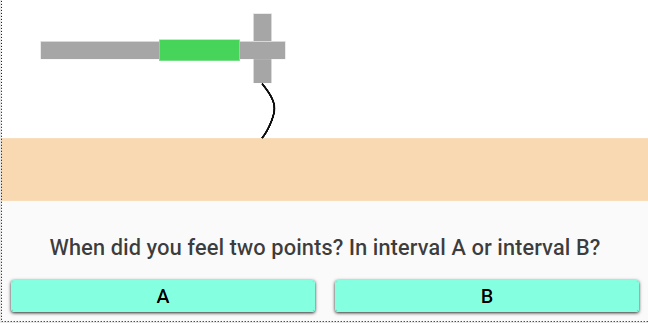 When did you feel two points? In interval A or interval B?
A
B